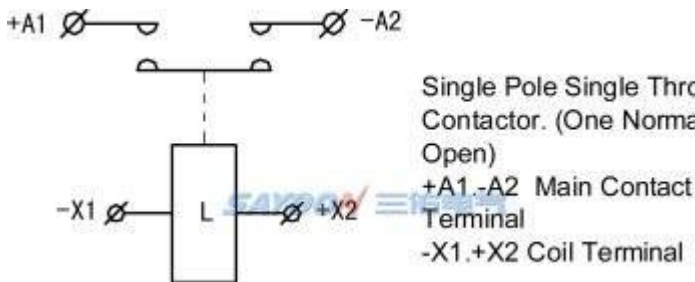 +A1
-A2
Single Pole Single Thro
Contactor. (One Norma
Open)
+A1.-A2 Main Contact
Terminal
-X1
L
+X2
-X1.+X2 Coil Terminal